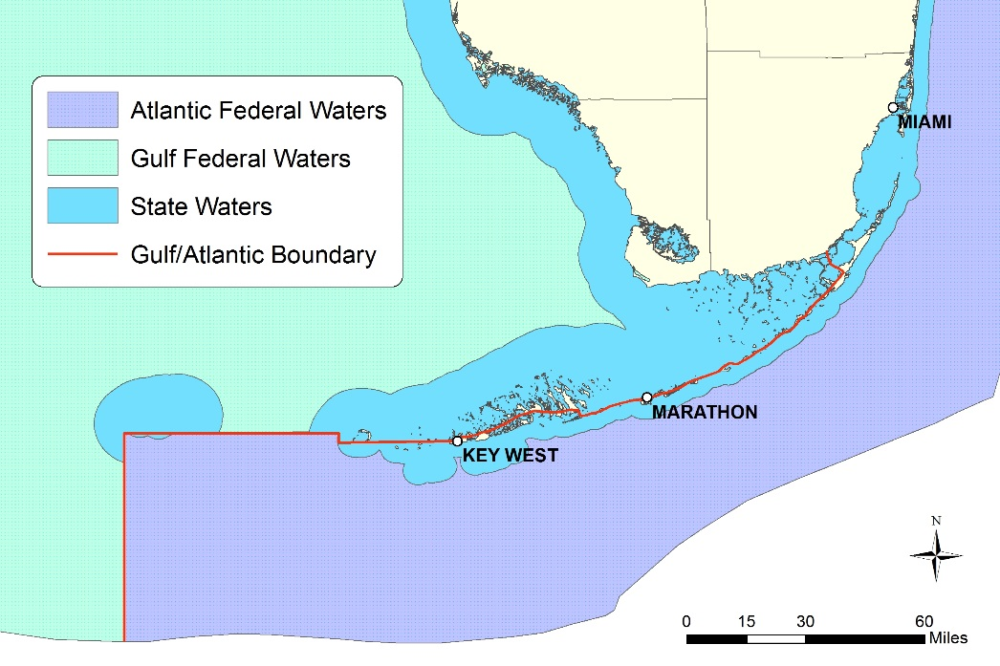 Atlantic Federal Waters
Gulf Federal Waters
State Waters
Gulf/Atlantic Boundary
MIAMI
MARATHON
KEY WEST
N
0 15 30 60
Miles